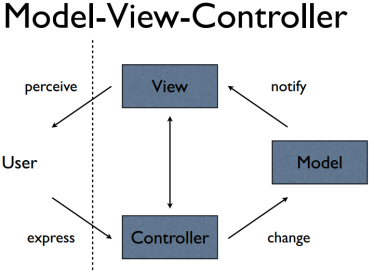 Model-View-Controller
perceive
View
notify
User
Model
express
Controller
change